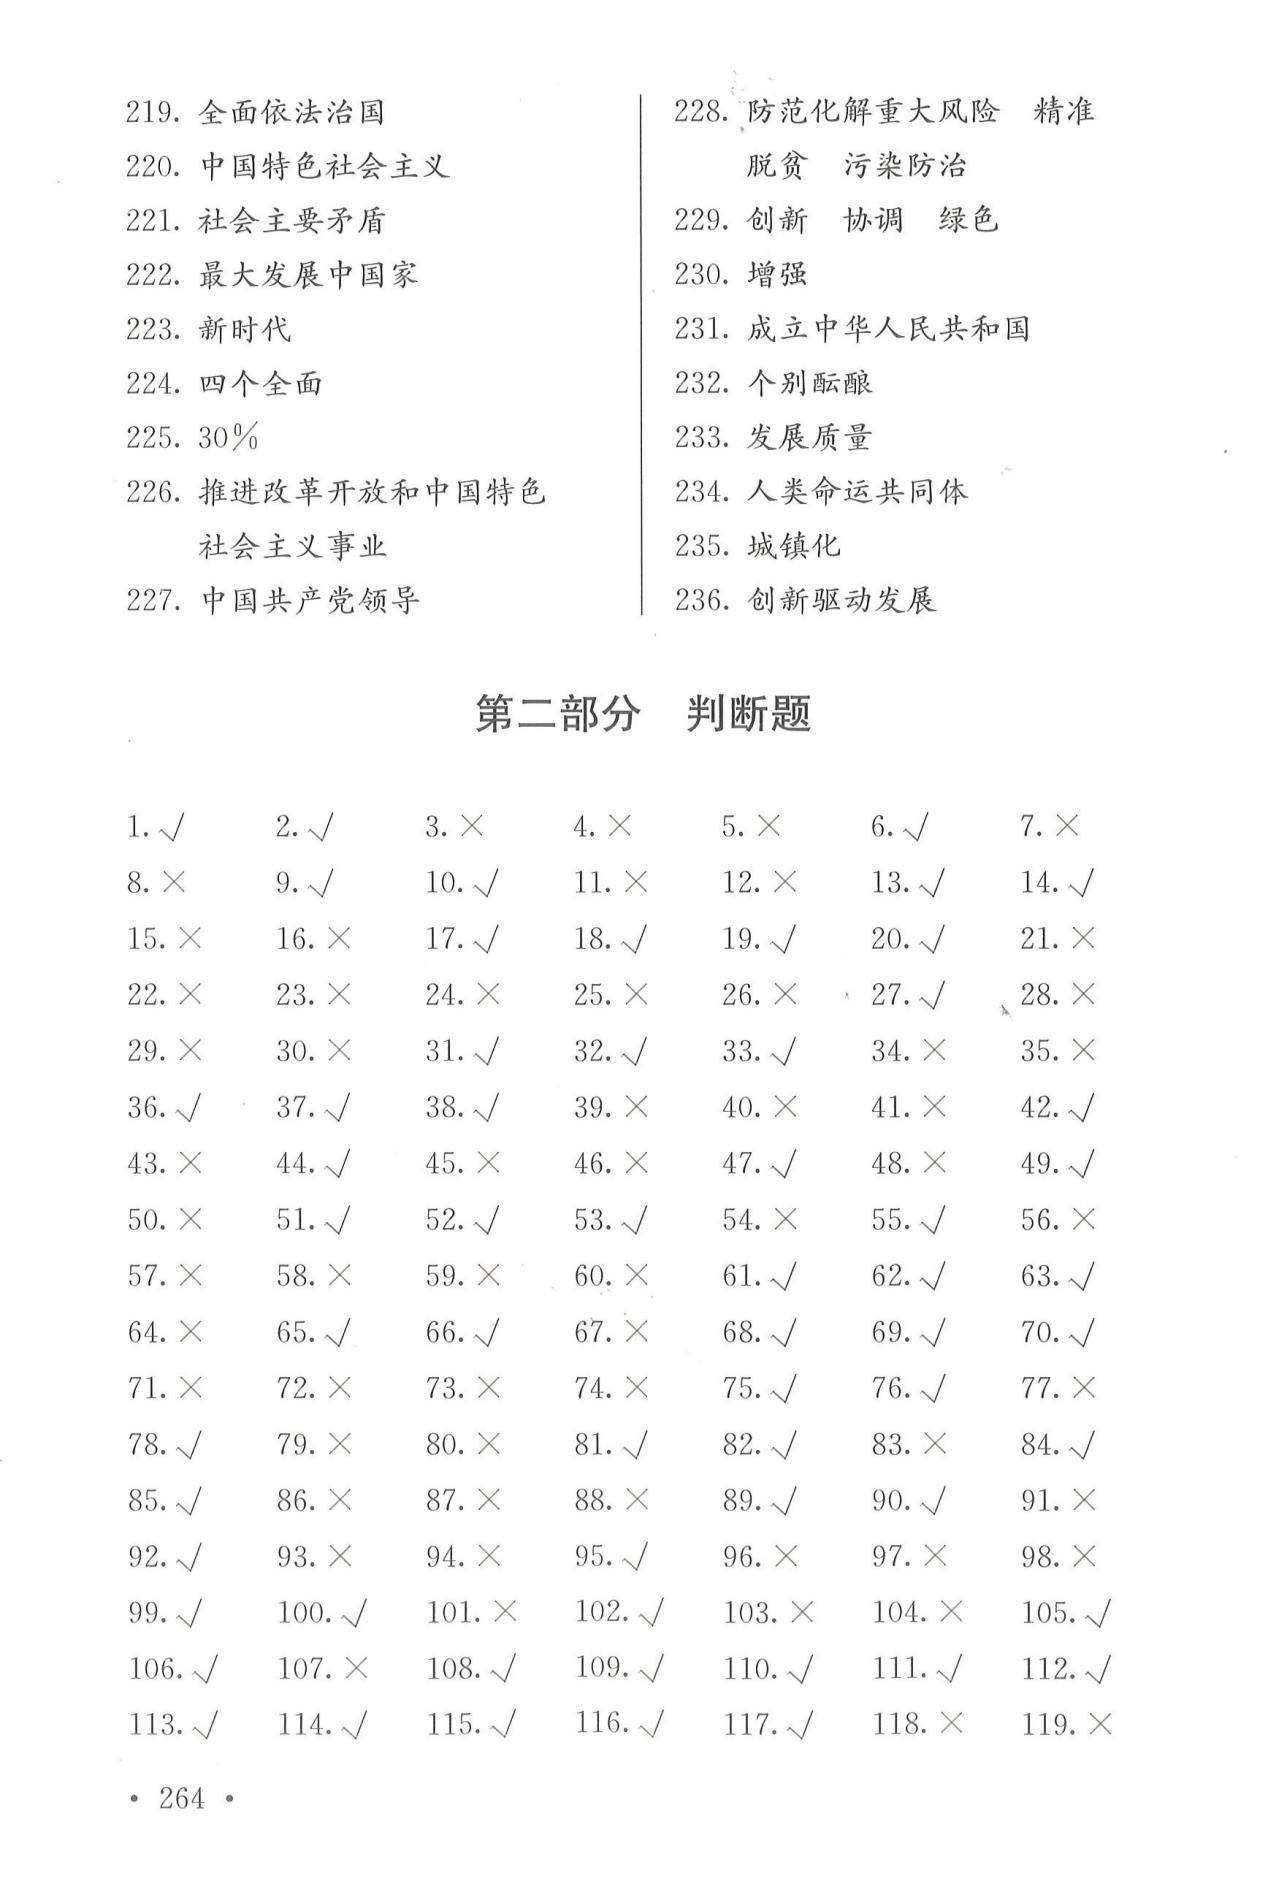 219. 全面依法治国
220. 中国特色社会主义
221. 社会主要矛盾
222. 最大发展中国家
223. 新时代
224. 四个全面
225. 30%
226. 推进改革开放和中国特色
社会主义事业
227. 中国共产党领导
228. 防范化解重大风险 精准
脱贫 污染防治
229. 创新 协调 绿色
230. 增强
231. 成立中华人民共和国
232. 个别酝酿
233. 发展质量
234. 人类命运共同体
235. 城镇化
236. 创新驱动发展
第二部分 判断题
1. √ 2. √ 3. × 4. × 5. × 6. √ 7. ×
8. × 9. √ 10. √ 11. × 12. × 13. √ 14. √
15. × 16. × 17. √ 18. √ 19. √ 20. √ 21. ×
22. × 23. × 24. × 25. × 26. × 27. √ 28. ×
29. × 30. × 31. √ 32. √ 33. √ 34. × 35. ×
36. √ 37. √ 38. √ 39. × 40. × 41. × 42. √
43. × 44. √ 45. × 46. × 47. √ 48. × 49. √
50. × 51. √ 52. √ 53. √ 54. × 55. √ 56. ×
57. × 58. × 59. × 60. × 61. √ 62. √ 63. √
64. × 65. √ 66. √ 67. × 68. √ 69. √ 70. √
71. × 72. × 73. × 74. × 75. √ 76. √ 77. ×
78. √ 79. × 80. × 81. √ 82. √ 83. × 84. √
85. √ 86. × 87. × 88. × 89. √ 90. √ 91. ×
92. √ 93. × 94. × 95. √ 96. × 97. × 98. ×
99. √ 100. √ 101. × 102. √ 103. × 104. × 105. √
106. √ 107. × 108. √ 109. √ 110. √ 111. √ 112. √
113. √ 114. √ 115. √ 116. √ 117. √ 118. × 119. ×
• 264 •